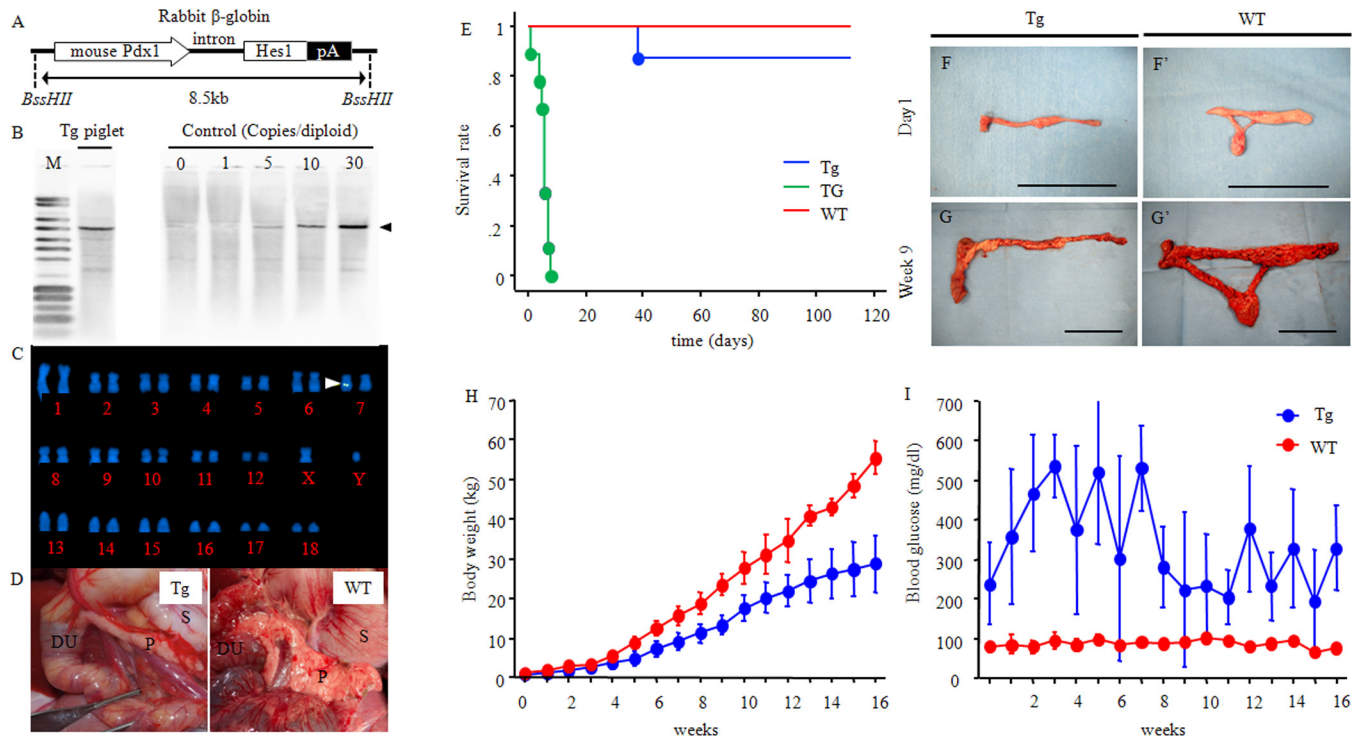 A
Rabbit β-globin
intron
mouse Pdx1
Hes1
pA
BssHII
8.5kb
BssHII
B
Tg piglet
Control (Copies/diploid)
M
0 1 5 10 30
C
1 2 3 4 5 6 7
8 9 10 11 12 X Y
13 14 15 16 17 18
D
Tg
DU
P
S
WT
DU
P
S
E
Survival rate
1
.8
.6
.4
.2
0
Tg
TG
WT
0 20 40 60 80 100 120
time (days)
Tg
WT
Day 1
F
F'
Week 9
G
G'
H
Body weight (kg)
70
60
50
40
30
20
10
0
0 2 4 6 8 10 12 14 16
weeks
I
Blood glucose (mg/dl)
700
600
500
400
300
200
100
0
Tg
WT
2 4 6 8 10 12 14 16
weeks